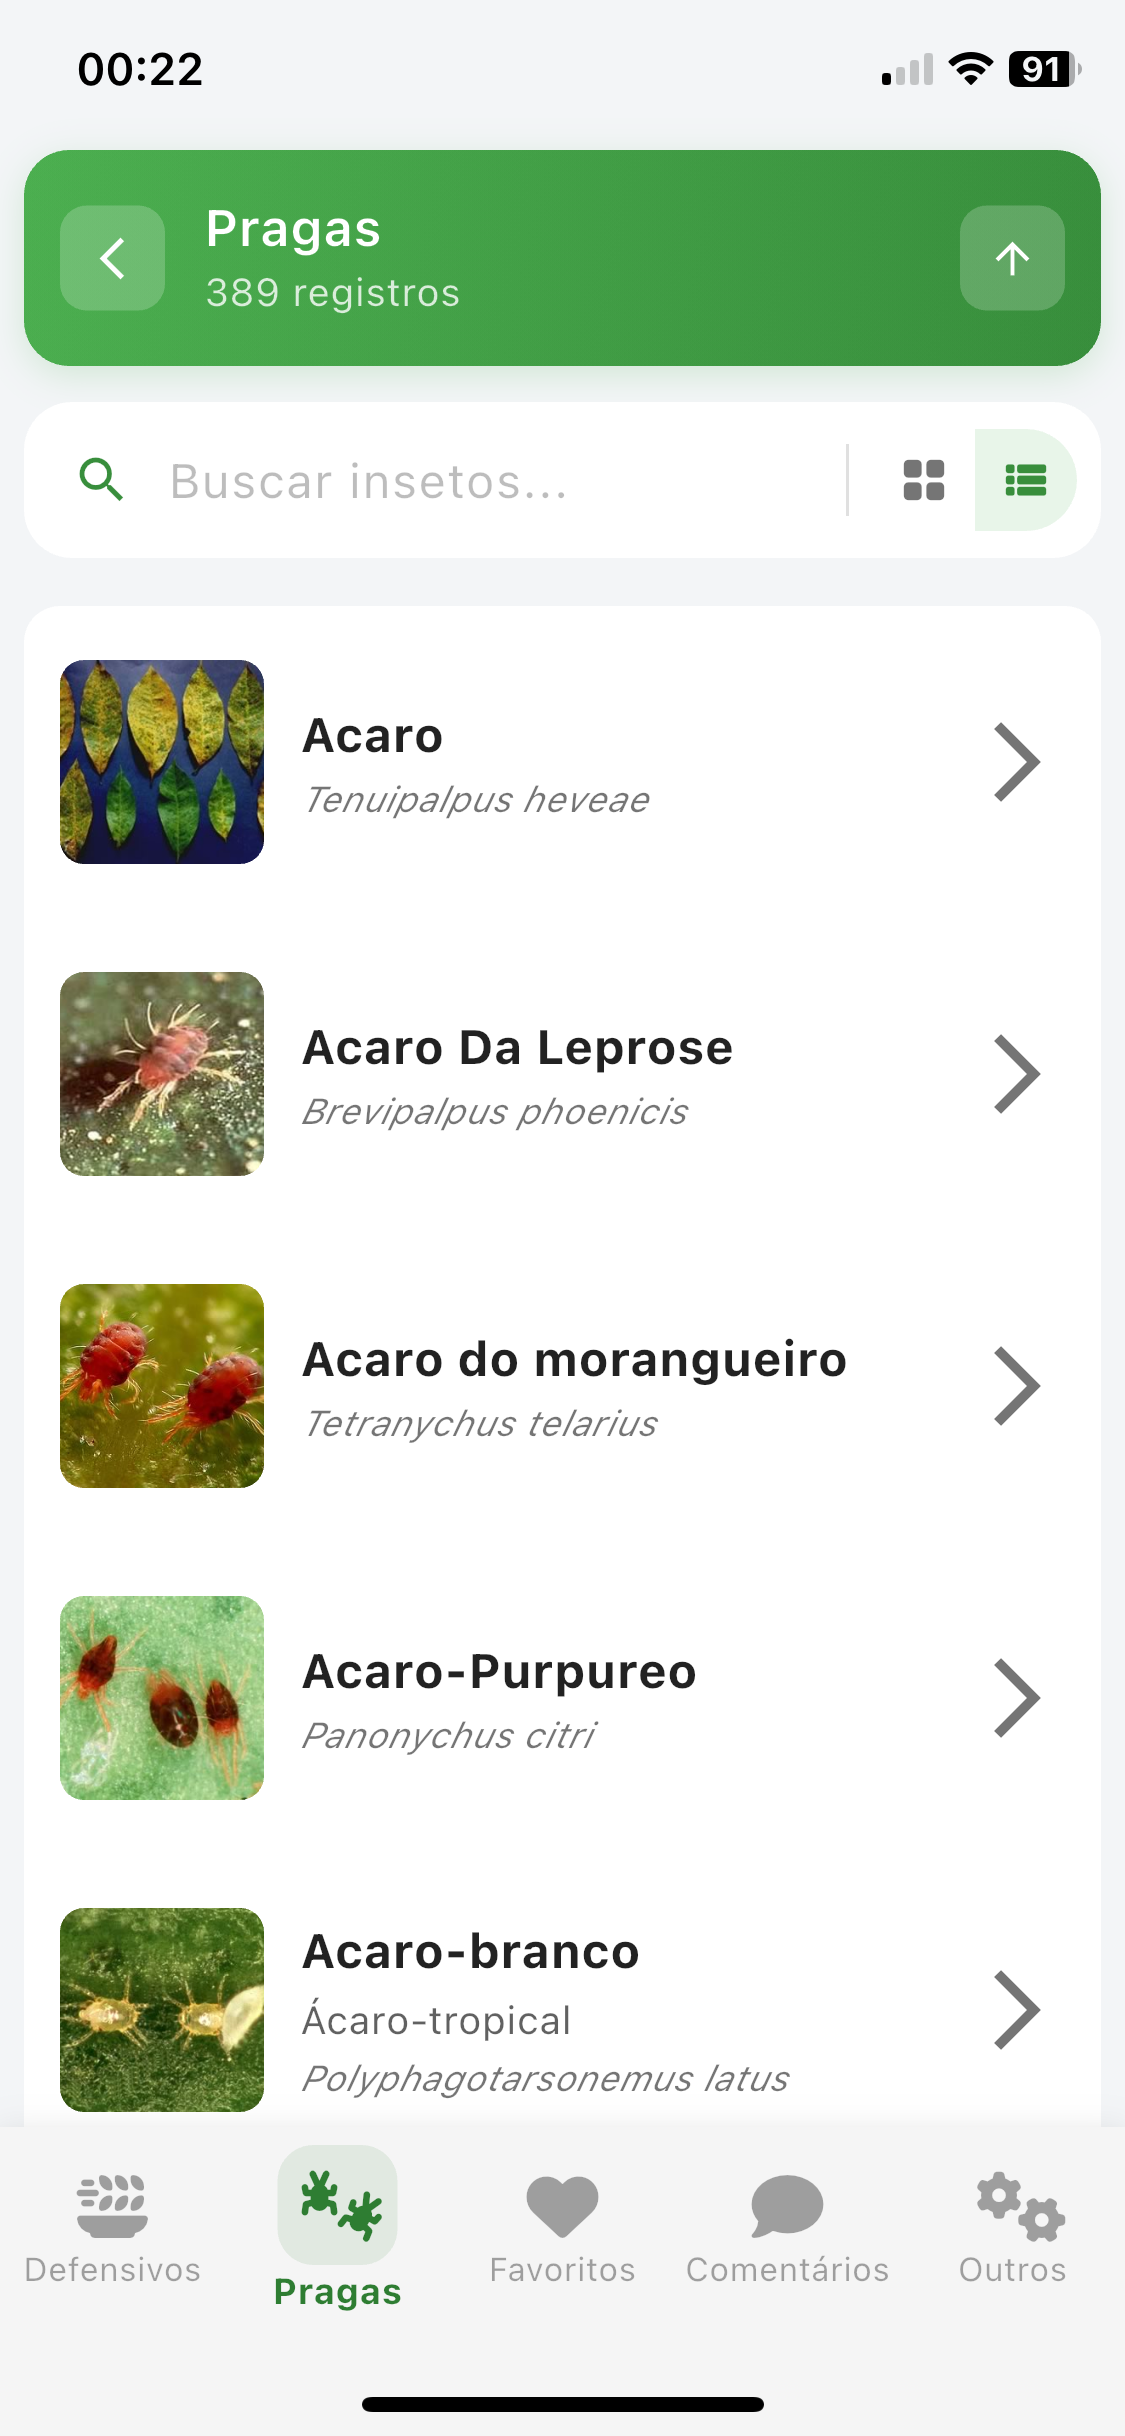 00:22
91
Pragas
389 registros
Buscar insetos...
Acaro
Tenuipalpus heveae
Acaro Da Leprose
Brevipalpus phoenicis
Acaro do morangueiro
Tetranychus telarius
Acaro-Purpureo
Panonychus citri
Acaro-branco
Ácaro-tropical
Polyphagotarsonemus latus
Defensivos
Pragas
Favoritos
Comentários
Outros